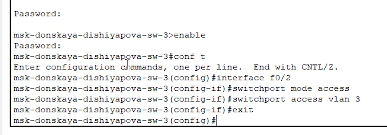 Password:
msk-donskaya-dishiyapova-sw-3>enable
Password:
msk-donskaya-dishiyapova-sw-3#conf t
Enter configuration commands, one per line.  End with CNTL/Z.
msk-donskaya-dishiyapova-sw-3(config)#interface f0/2
msk-donskaya-dishiyapova-sw-3(config-if)#switchport mode access
msk-donskaya-dishiyapova-sw-3(config-if)#switchport access vlan 3
msk-donskaya-dishiyapova-sw-3(config-if)#exit
msk-donskaya-dishiyapova-sw-3(config)#